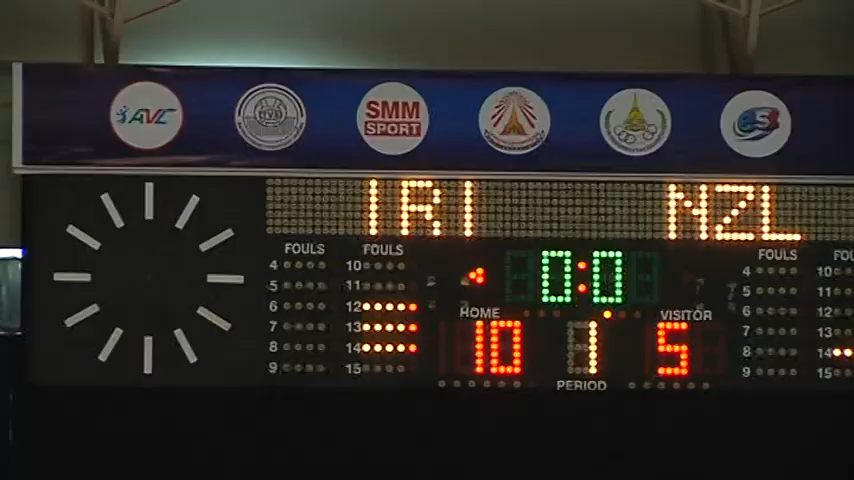 AVC SMM SPORT est
IRI NZL
FOULS FOULS 0:0 FOULS
4 10 4 10
5 11 5 11
6 12 HOME 1 VISITOR 6 12
7 13 10 5 7 13
8 14 8 14
9 15 PERIOD 9 15